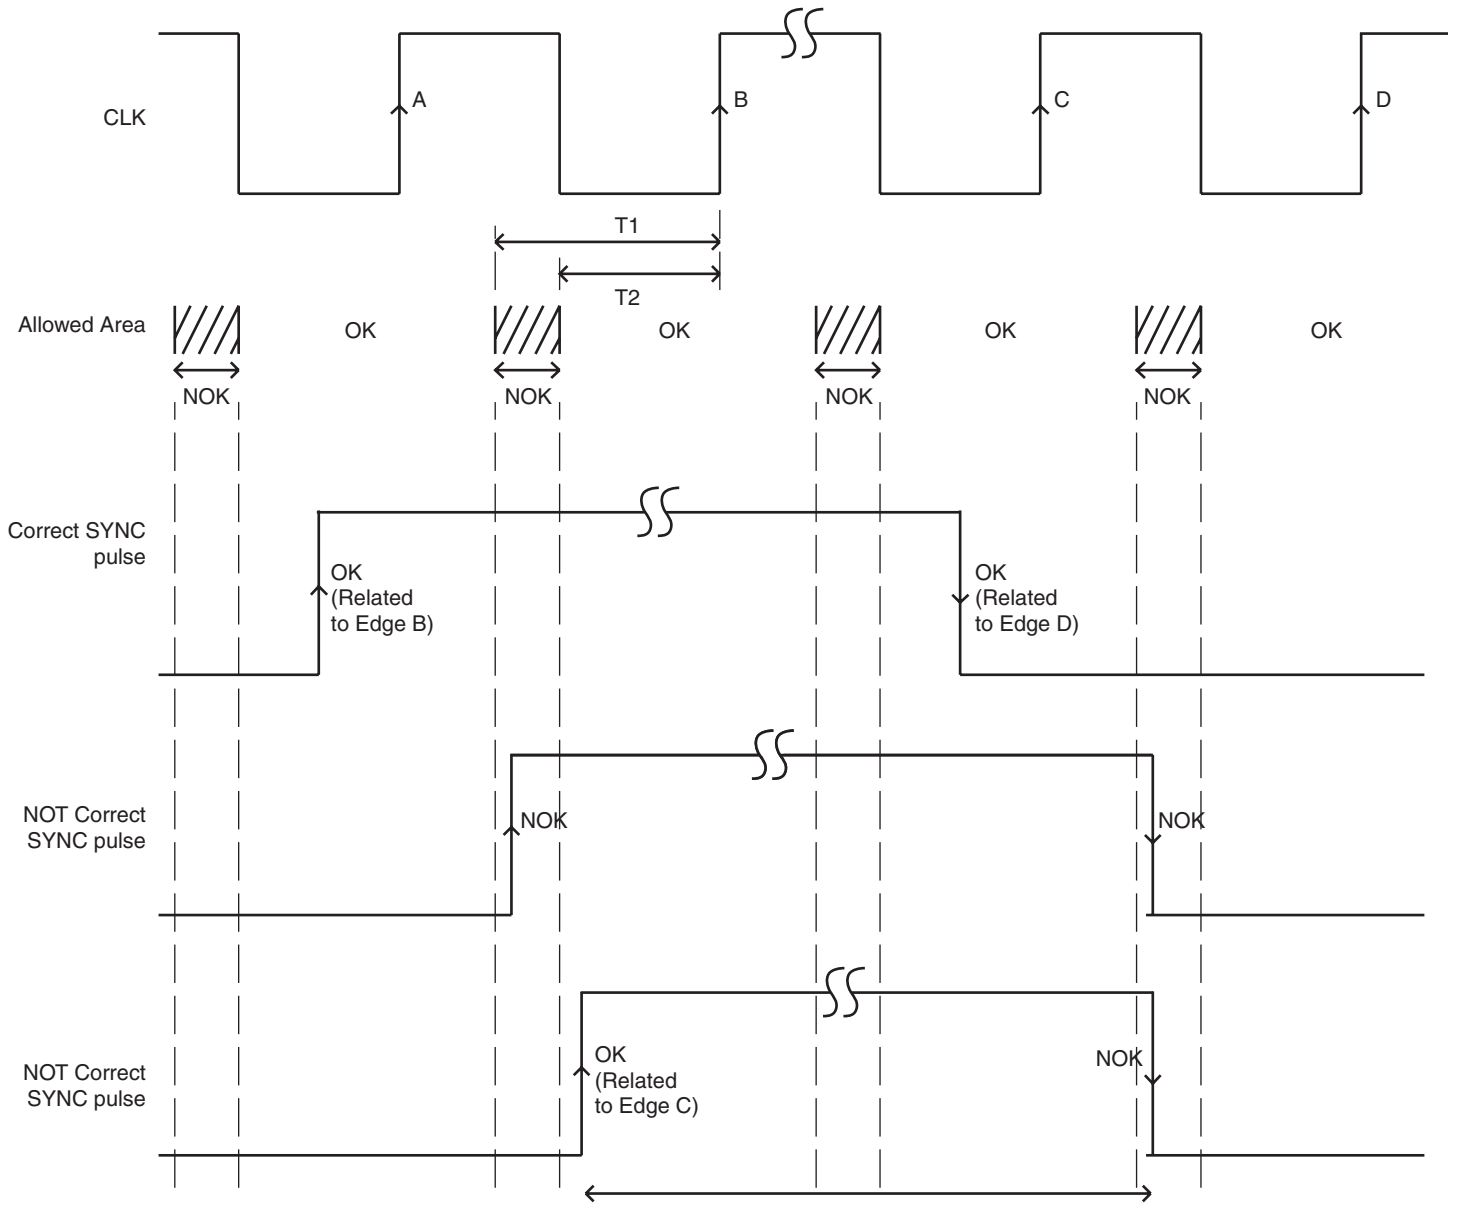 A
B
C
D
CLK
T1
T2
Allowed Area
OK
OK
OK
OK
NOK
NOK
NOK
NOK
Correct SYNC
pulse
OK
(Related
to Edge B)
OK
(Related
to Edge D)
NOT Correct
SYNC pulse
NOK
NOK
NOT Correct
SYNC pulse
OK
(Related
to Edge C)
NOK